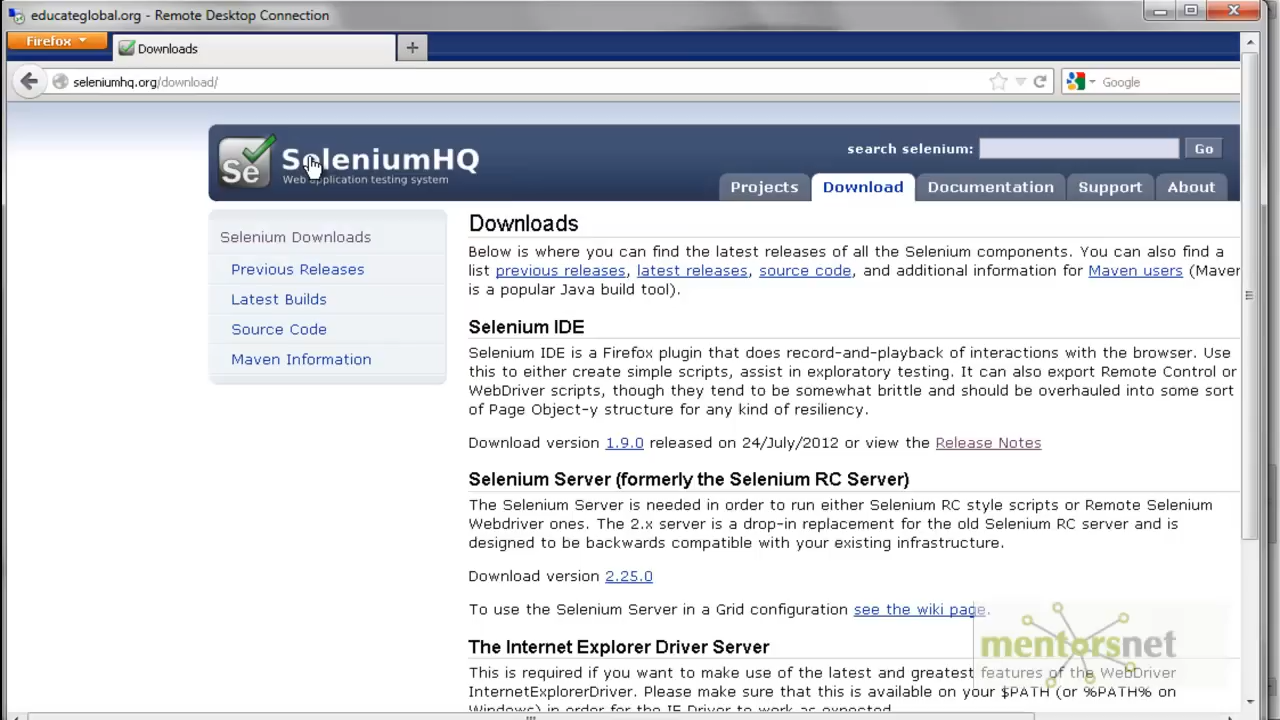 educateglobal.org - Remote Desktop Connection
Firefox
Downloads
seleniumhq.org/download/
Google
Se
SeleniumHQ
Web application testing system
search selenium:
Go
Projects
Download
Documentation
Support
About
Selenium Downloads
Previous Releases
Latest Builds
Source Code
Maven Information
Downloads
Below is where you can find the latest releases of all the Selenium components. You can also find a
list previous releases, latest releases, source code, and additional information for Maven users (Maven
is a popular Java build tool).
Selenium IDE
Selenium IDE is a Firefox plugin that does record-and-playback of interactions with the browser. Use
this to either create simple scripts, assist in exploratory testing. It can also export Remote Control or
WebDriver scripts, though they tend to be somewhat brittle and should be overhauled into some sort
of Page Object-y structure for any kind of resiliency.
Download version 1.9.0 released on 24/July/2012 or view the Release Notes
Selenium Server (formerly the Selenium RC Server)
The Selenium Server is needed in order to run either Selenium RC style scripts or Remote Selenium
Webdriver ones. The 2.x server is a drop-in replacement for the old Selenium RC server and is
designed to be backwards compatible with your existing infrastructure.
Download version 2.25.0
To use the Selenium Server in a Grid configuration see the wiki page.
mentorsnet
The Internet Explorer Driver Server
This is required if you want to make use of the latest and greatest features of the WebDriver
InternetExplorerDriver. Please make sure that this is available on your $PATH (or %PATH% on
Windows) in order for the IE Driver to work as expected.